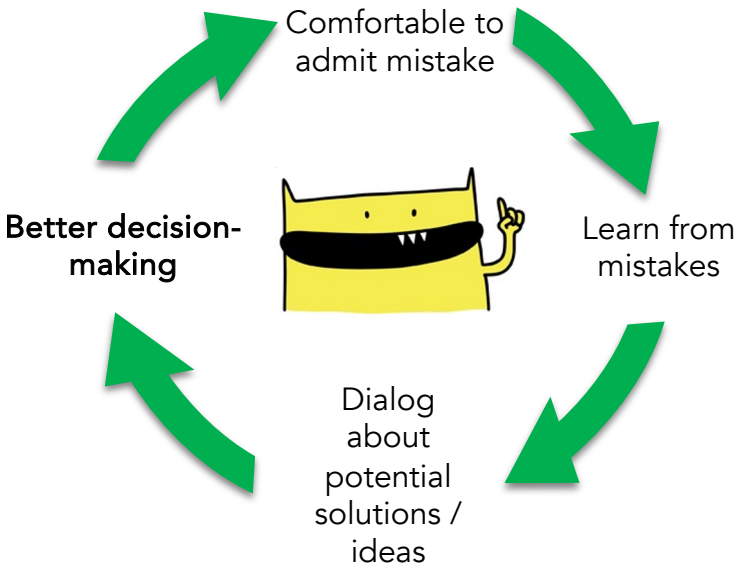 Comfortable to
admit mistake
Learn from
mistakes
Dialog
about
potential
solutions /
ideas
Better decision-
making